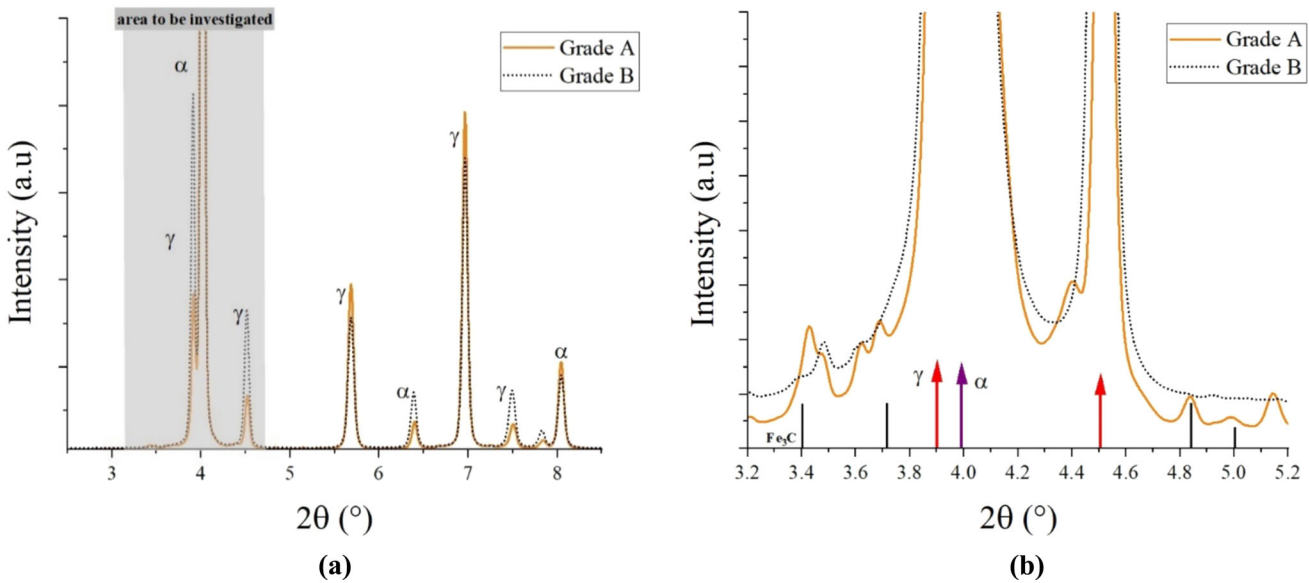 area to be investigated
Grade A
Grade B
α
γ
γ
γ
α
γ
γ
α
Intensity (a.u)
3 4 5 6 7 8
2θ (°)
(a)
Grade A
Grade B
γ
α
Fe₃C
Intensity (a.u)
3.2 3.4 3.6 3.8 4.0 4.2 4.4 4.6 4.8 5.0 5.2
2θ (°)
(b)